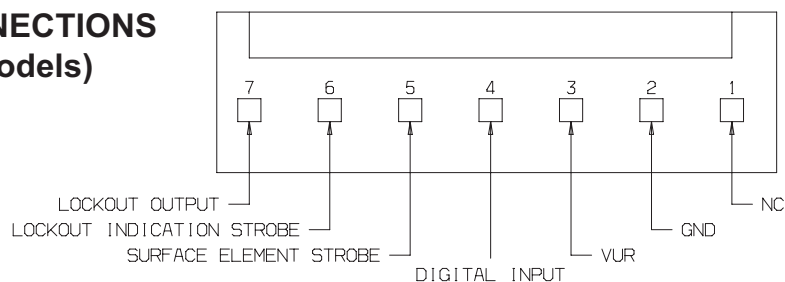 NECTIONS
odels)
7 6 5 4 3 2 1
LOCKOUT OUTPUT
NC
LOCKOUT INDICATION STROBE
GND
SURFACE ELEMENT STROBE
VUR
DIGITAL INPUT